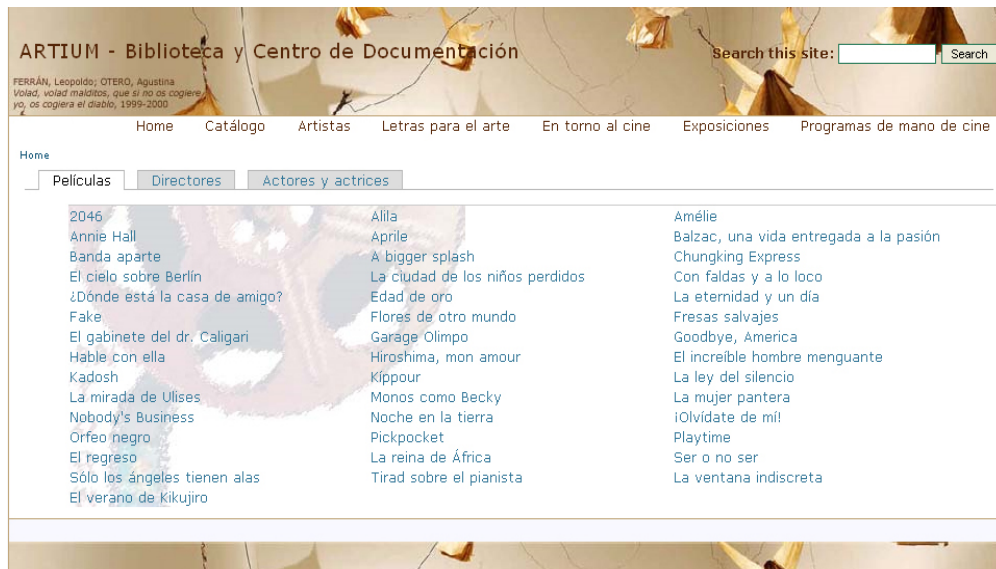 ARTIUM - Biblioteca y Centro de Documentación
Search this site:
Search
FERRÁN, Leopoldo; OTERO, Agustina
Volad, volad malditos, que si no os cogiere
yo, os cogiera el diablo, 1999-2000
Home Catálogo Artistas Letras para el arte En torno al cine Exposiciones Programas de mano de cine
Home
Películas Directores Actores y actrices
2046 Alila Amélie
Annie Hall Aprile Balzac, una vida entregada a la pasión
Banda aparte A bigger splash Chungking Express
El cielo sobre Berlín La ciudad de los niños perdidos Con faldas y a lo loco
¿Dónde está la casa de amigo? Edad de oro La eternidad y un día
Fake Flores de otro mundo Fresas salvajes
El gabinete del dr. Caligari Garage Olimpo Goodbye, America
Hable con ella Hiroshima, mon amour El increíble hombre menguante
Kadosh Kíppour La ley del silencio
La mirada de Ulises Monos como Becky La mujer pantera
Nobody's Business Noche en la tierra ¡Olvídate de mí!
Orfeo negro Pickpocket Playtime
El regreso La reina de África Ser o no ser
Sólo los ángeles tienen alas Tirad sobre el pianista La ventana indiscreta
El verano de Kikujiro